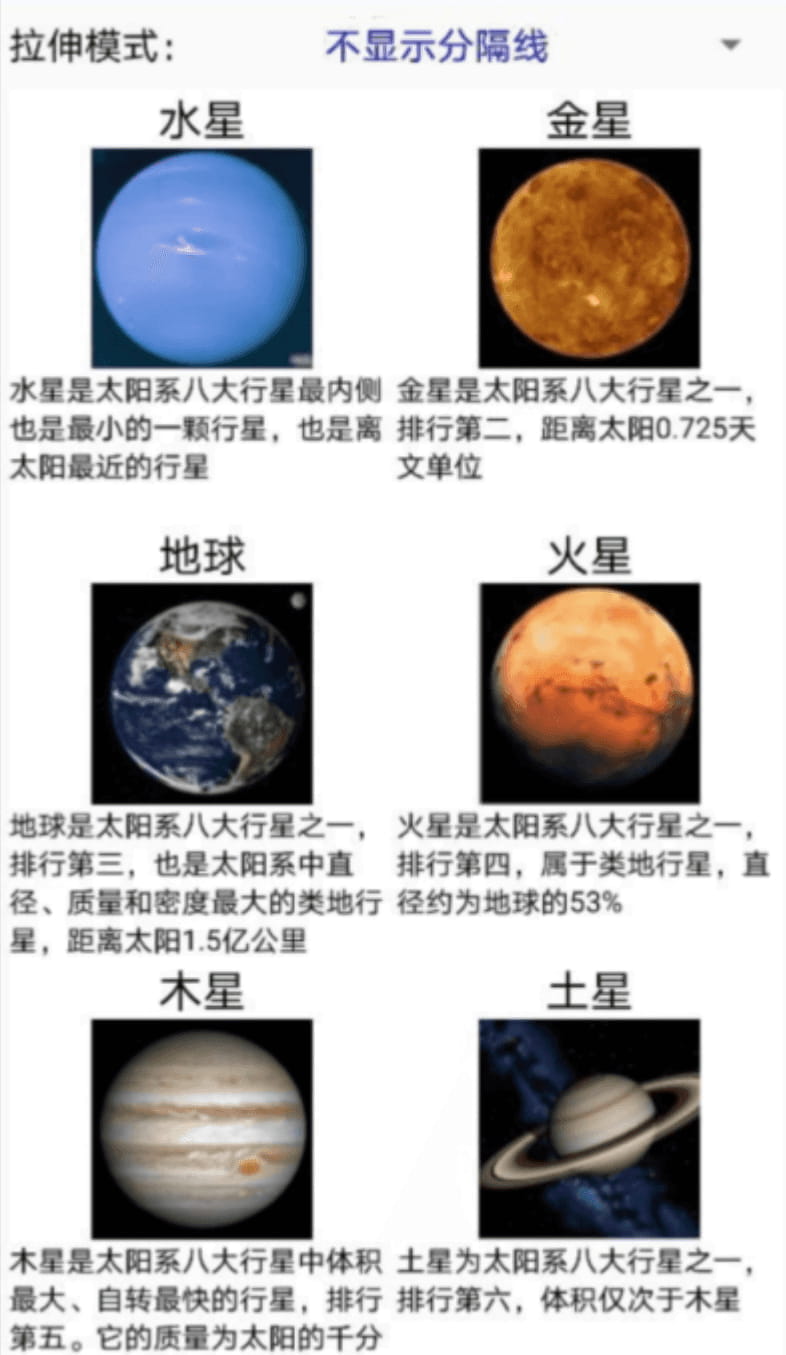 拉伸模式： 不显示分隔线
水星
水星是太阳系八大行星最内侧
也是最小的一颗行星，也是离
太阳最近的行星
金星
金星是太阳系八大行星之一，
排行第二，距离太阳0.725天
文单位
地球
地球是太阳系八大行星之一，
排行第三，也是太阳系中直
径、质量和密度最大的类地行
星，距离太阳1.5亿公里
火星
火星是太阳系八大行星之一，
排行第四，属于类地行星，直
径约为地球的53%
木星
木星是太阳系八大行星中体积
最大、自转最快的行星，排行
第五。它的质量为太阳的千分
土星
土星为太阳系八大行星之一，
排行第六，体积仅次于木星